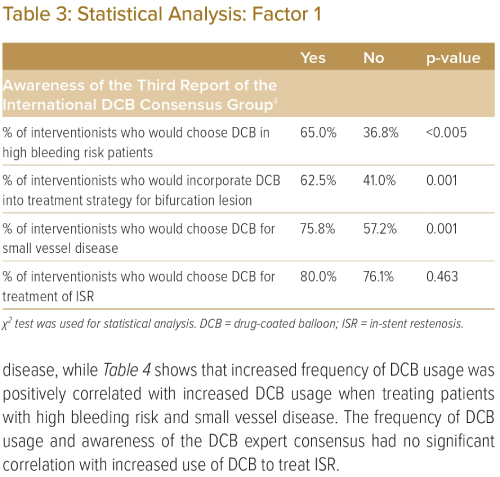 Table 3: Statistical Analysis: Factor 1
Yes No p-value
Awareness of the Third Report of the
International DCB Consensus Group⁴
% of interventionists who would choose DCB in 65.0% 36.8% <0.005
high bleeding risk patients
% of interventionists who would incorporate DCB 62.5% 41.0% 0.001
into treatment strategy for bifurcation lesion
% of interventionists who would choose DCB for 75.8% 57.2% 0.001
small vessel disease
% of interventionists who would choose DCB for 80.0% 76.1% 0.463
treatment of ISR
χ² test was used for statistical analysis. DCB = drug-coated balloon; ISR = in-stent restenosis.
disease, while Table 4 shows that increased frequency of DCB usage was
positively correlated with increased DCB usage when treating patients
with high bleeding risk and small vessel disease. The frequency of DCB
usage and awareness of the DCB expert consensus had no significant
correlation with increased use of DCB to treat ISR.